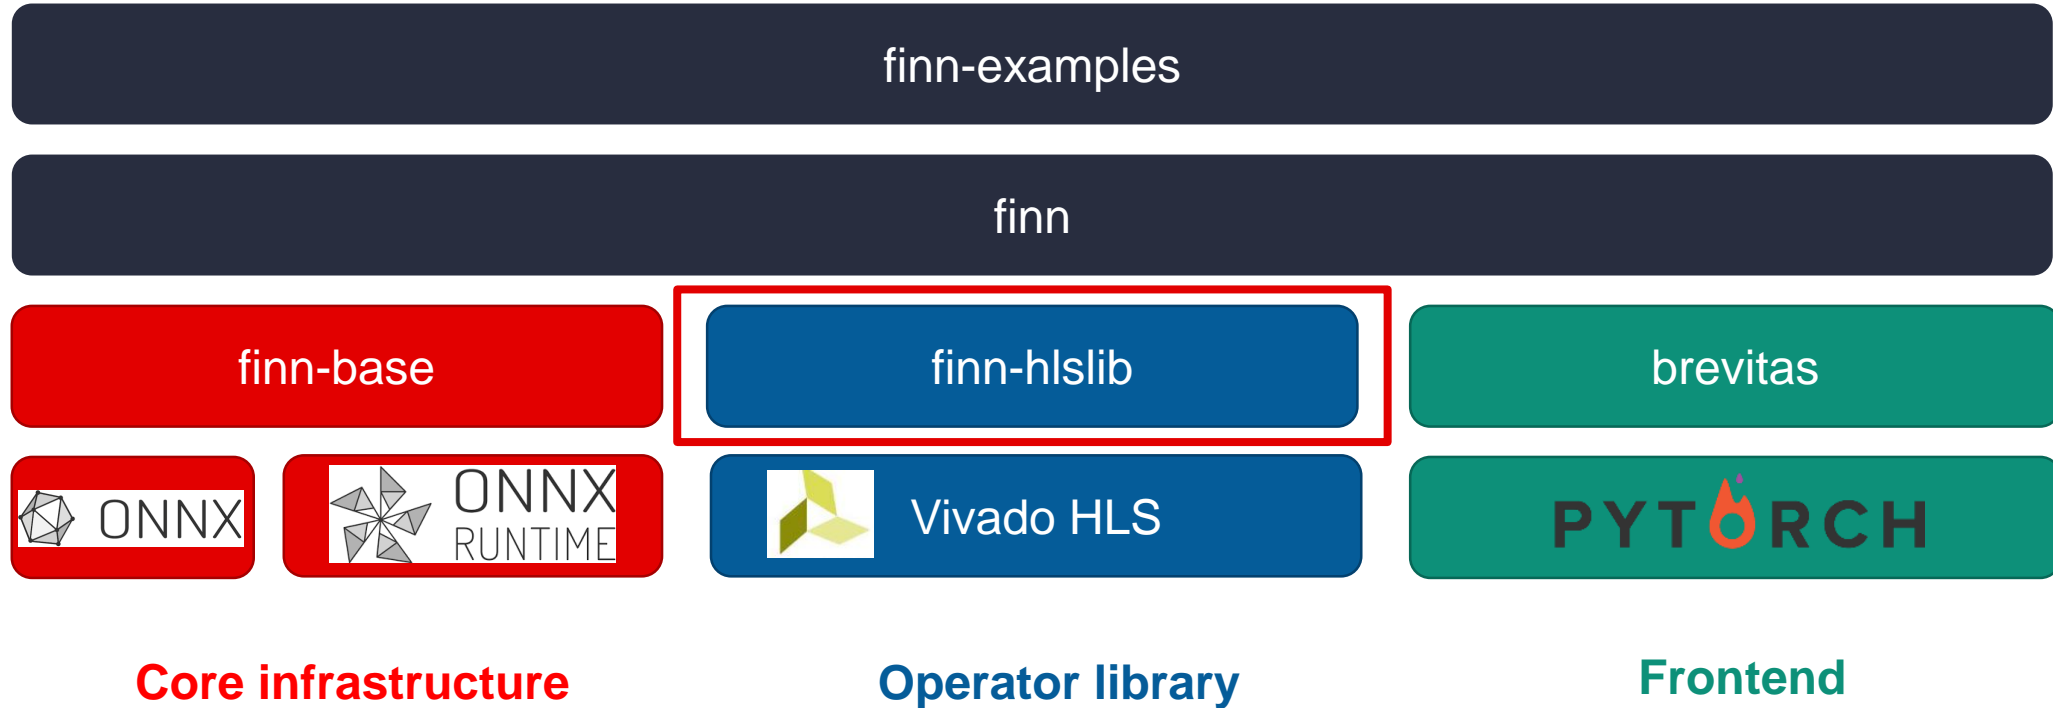 finn-examples
finn
finn-base
finn-hlslib
brevitas
ONNX
ONNX
RUNTIME
Vivado HLS
PYTORCH
Core infrastructure
Operator library
Frontend